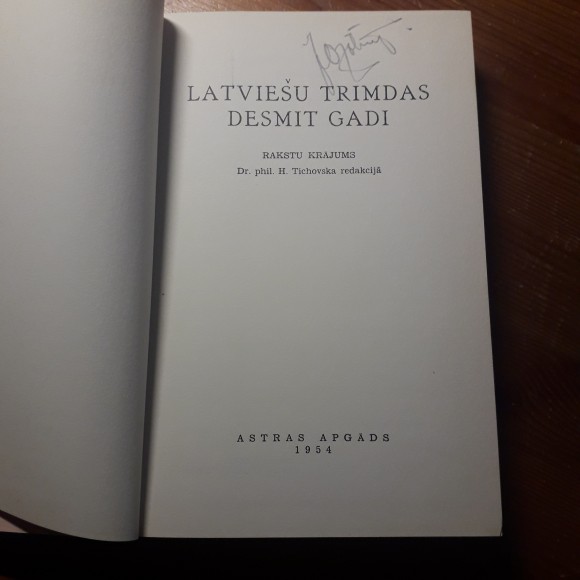 LATVIEŠU TRIMDAS
DESMIT GADI
RAKSTU KRĀJUMS
Dr. phil. H. Tichovska redakcijā
ASTRAS APGĀDS
1954